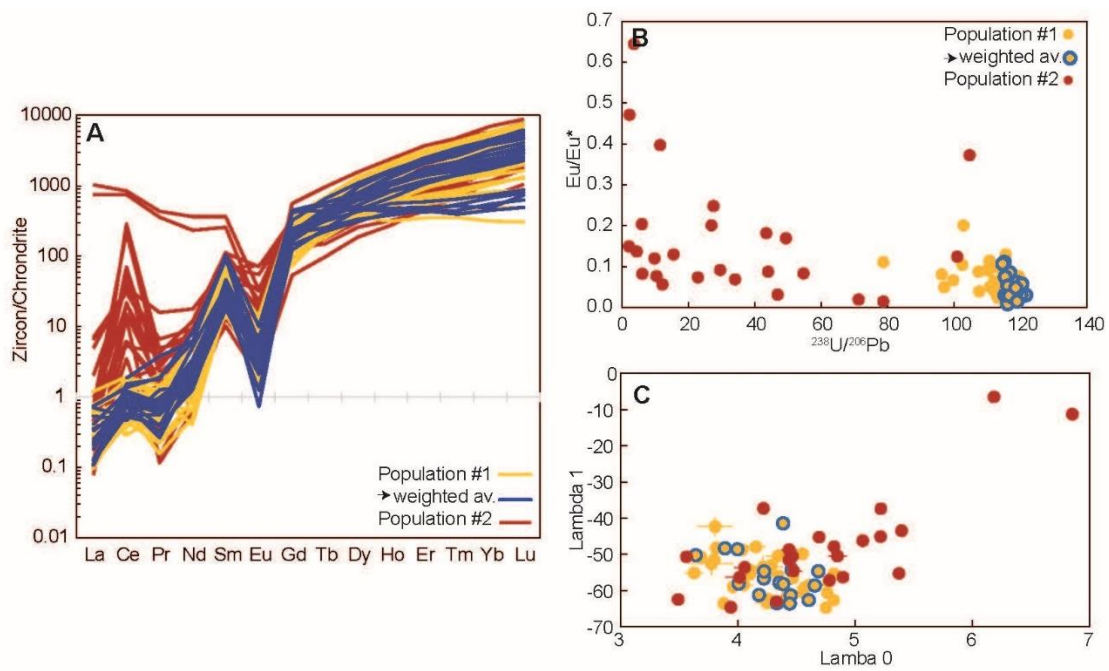 A
Zircon/Chrondrite
10000
1000
100
10
1
0.1
0.01
La Ce Pr Nd Sm Eu Gd Tb Dy Ho Er Tm Yb Lu
Population #1
weighted av.
Population #2
B
Eu/Eu*
0.7
0.6
0.5
0.4
0.3
0.2
0.1
0.0
0 20 40 60 80 100 120 140
238U/206Pb
Population #1
weighted av.
Population #2
C
Lambda 1
0
-10
-20
-30
-40
-50
-60
-70
3 4 5 6 7
Lamba 0